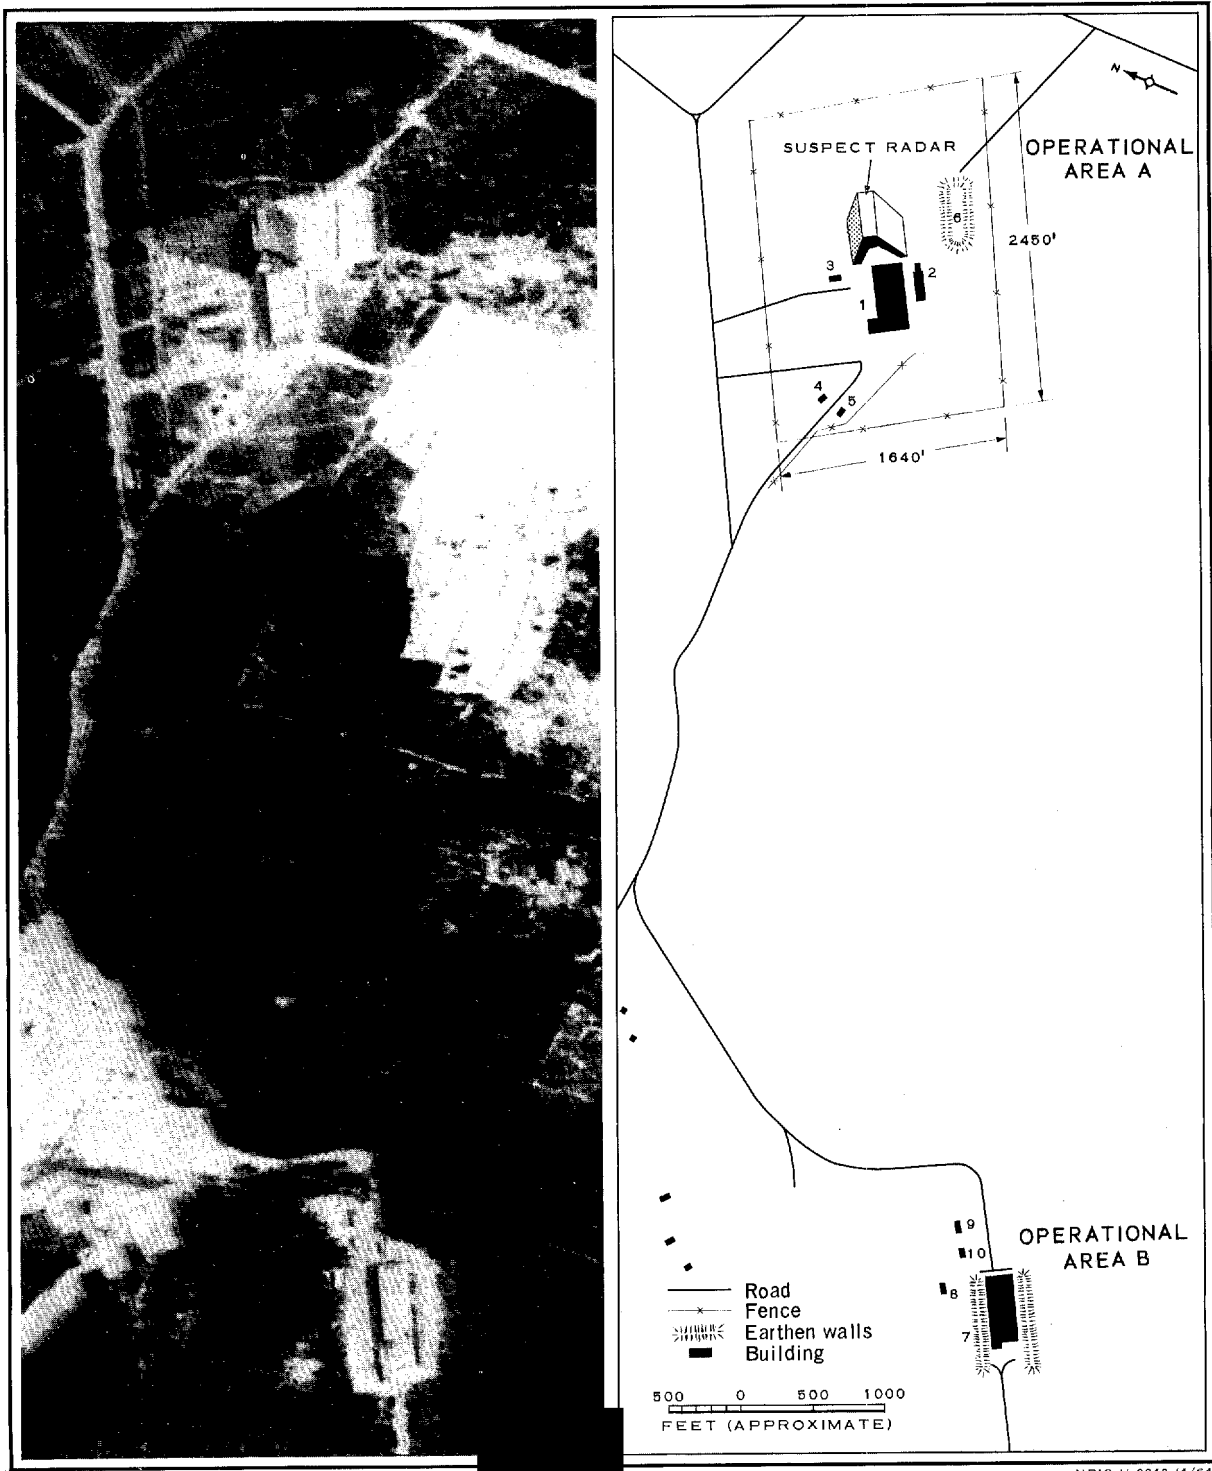 N
SUSPECT RADAR
OPERATIONAL
AREA A
6
2450'
3
2
1
4
5
1640'
9
OPERATIONAL
AREA B
10
8
Road
Fence
Earthen walls
7
Building
500 0 500 1000
FEET (APPROXIMATE)